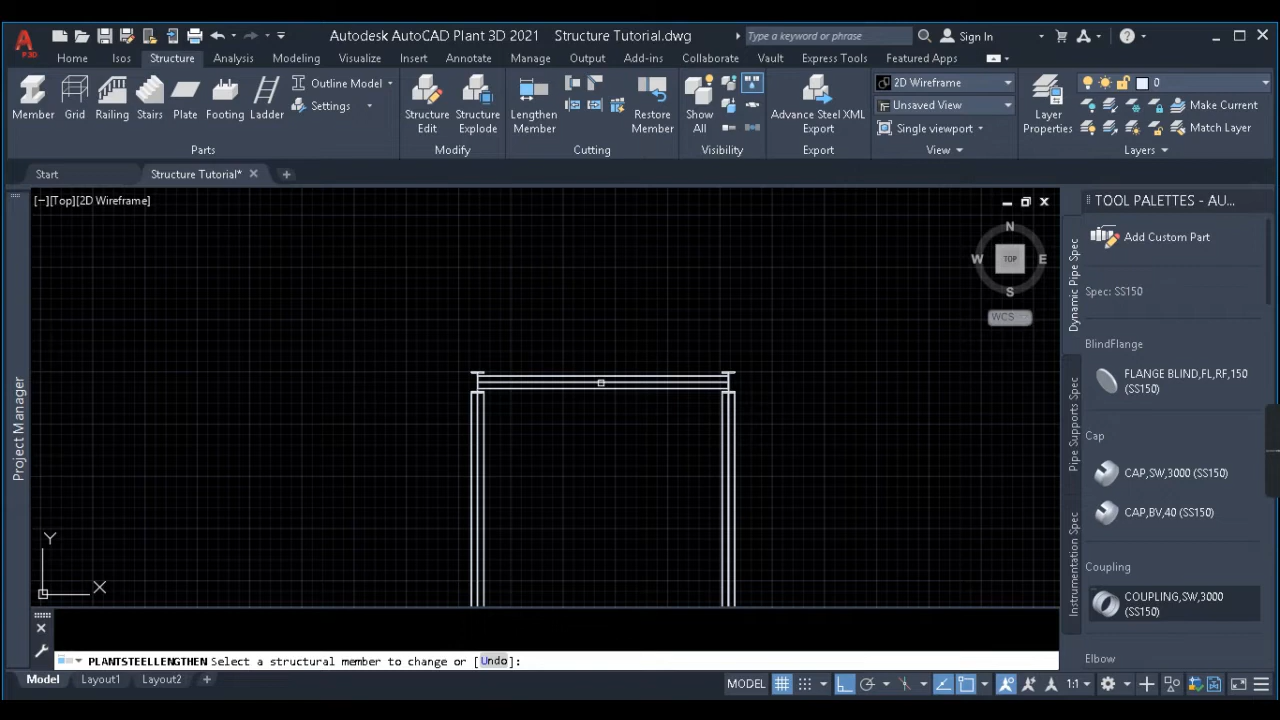 Autodesk AutoCAD Plant 3D 2021 Structure Tutorial.dwg
Type a keyword or phrase
Sign In
P3D
Home Isos Structure Analysis Modeling Visualize Insert Annotate Manage Output Add-ins Collaborate Vault Express Tools Featured Apps
Member
Grid
Railing
Stairs
Plate
Footing
Ladder
Outline Model
Settings
Parts
Structure
Edit
Structure
Explode
Modify
Lengthen
Member
Restore
Member
Cutting
Show
All
Visibility
Advance Steel XML
Export
Export
2D Wireframe
Unsaved View
Single viewport
View
Layer
Properties
0
Make Current
Match Layer
Layers
Start
Structure Tutorial*
[−][Top][2D Wireframe]
N
W
TOP
E
S
WCS
Y
X
Project Manager
TOOL PALETTES - AU...
Dynamic Pipe Spec
Pipe Supports Spec
Instrumentation Spec
Add Custom Part
Spec: SS150
BlindFlange
FLANGE BLIND,FL,RF,150
(SS150)
Cap
CAP,SW,3000 (SS150)
CAP,BV,40 (SS150)
Coupling
COUPLING,SW,3000
(SS150)
Elbow
PLANTSTEELLENGTHEN Select a structural member to change or [Undo]:
Model Layout1 Layout2
MODEL
1:1